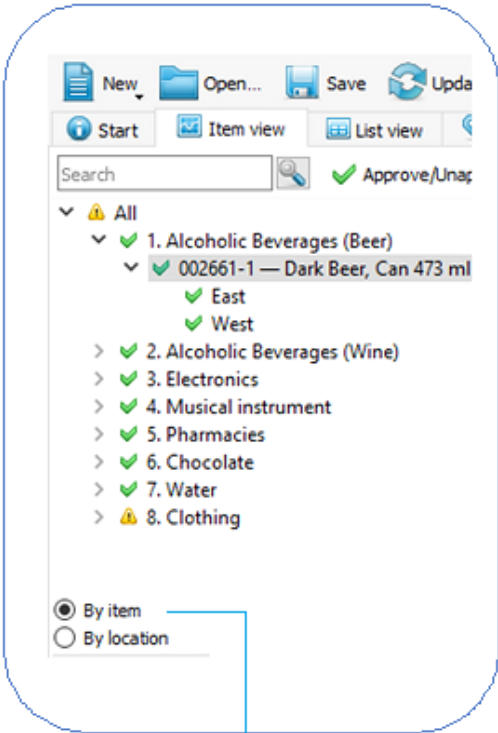 New Open... Save Upda
Start Item view List view
Search Approve/Unap
All
1. Alcoholic Beverages (Beer)
002661-1 — Dark Beer, Can 473 ml
East
West
2. Alcoholic Beverages (Wine)
3. Electronics
4. Musical instrument
5. Pharmacies
6. Chocolate
7. Water
8. Clothing
By item
By location